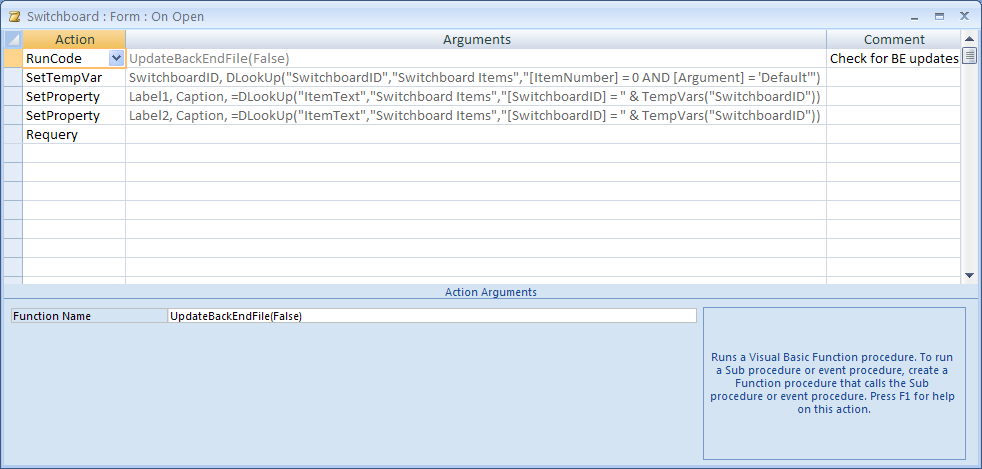 Switchboard : Form : On Open
Action Arguments Comment
RunCode UpdateBackEndFile(False) Check for BE updates
SetTempVar SwitchboardID, DLookUp("SwitchboardID","Switchboard Items","[ItemNumber] = 0 AND [Argument] = 'Default'")
SetProperty Label1, Caption, =DLookUp("ItemText","Switchboard Items","[SwitchboardID] = " & TempVars("SwitchboardID"))
SetProperty Label2, Caption, =DLookUp("ItemText","Switchboard Items","[SwitchboardID] = " & TempVars("SwitchboardID"))
Requery
Action Arguments
Function Name UpdateBackEndFile(False)
Runs a Visual Basic Function procedure. To run
a Sub procedure or event procedure, create a
Function procedure that calls the Sub
procedure or event procedure. Press F1 for help
on this action.